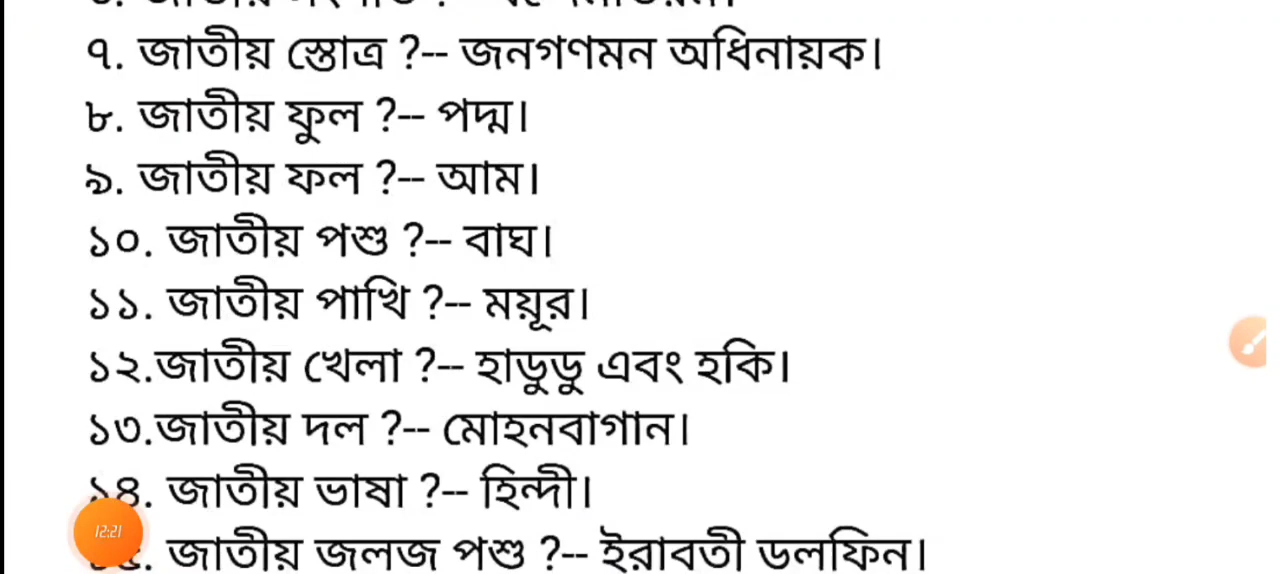 ৭. জাতীয় স্তোত্র ?-- জনগণমন অধিনায়ক।
৮. জাতীয় ফুল ?-- পদ্ম।
৯. জাতীয় ফল ?-- আম।
১০. জাতীয় পশু ?-- বাঘ।
১১. জাতীয় পাখি ?-- ময়ূর।
১২.জাতীয় খেলা ?-- হাডুডু এবং হকি।
১৩.জাতীয় দল ?-- মোহনবাগান।
১৪. জাতীয় ভাষা ?-- হিন্দী।
12:21
জাতীয় জলজ পশু ?-- ইরাবতী ডলফিন।